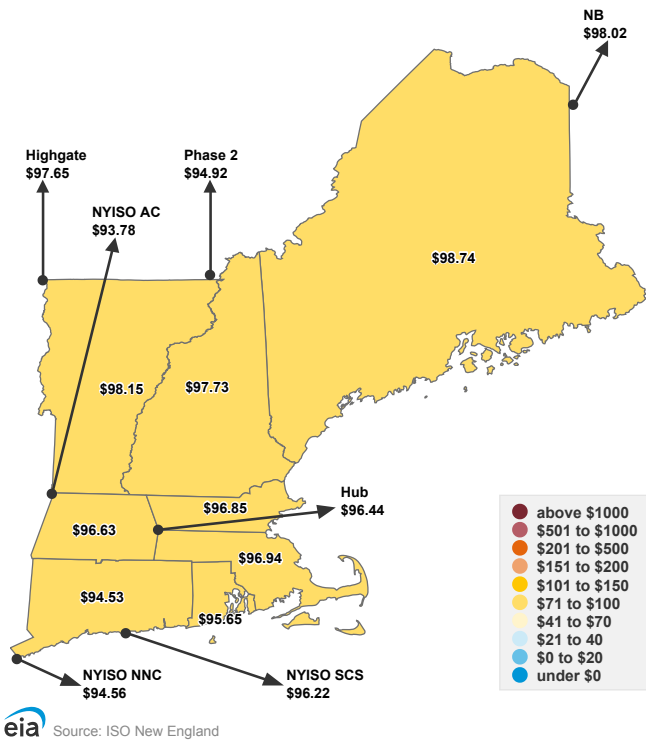 NB
$98.02
Highgate
$97.65
Phase 2
$94.92
NYISO AC
$93.78
$98.74
$98.15
$97.73
Hub
$96.44
$96.85
$96.63
$96.94
$94.53
$95.65
NYISO NNC
$94.56
NYISO SCS
$96.22
above $1000
$501 to $1000
$201 to $500
$151 to $200
$101 to $150
$71 to $100
$41 to $70
$21 to 40
$0 to $20
under $0
eia Source: ISO New England